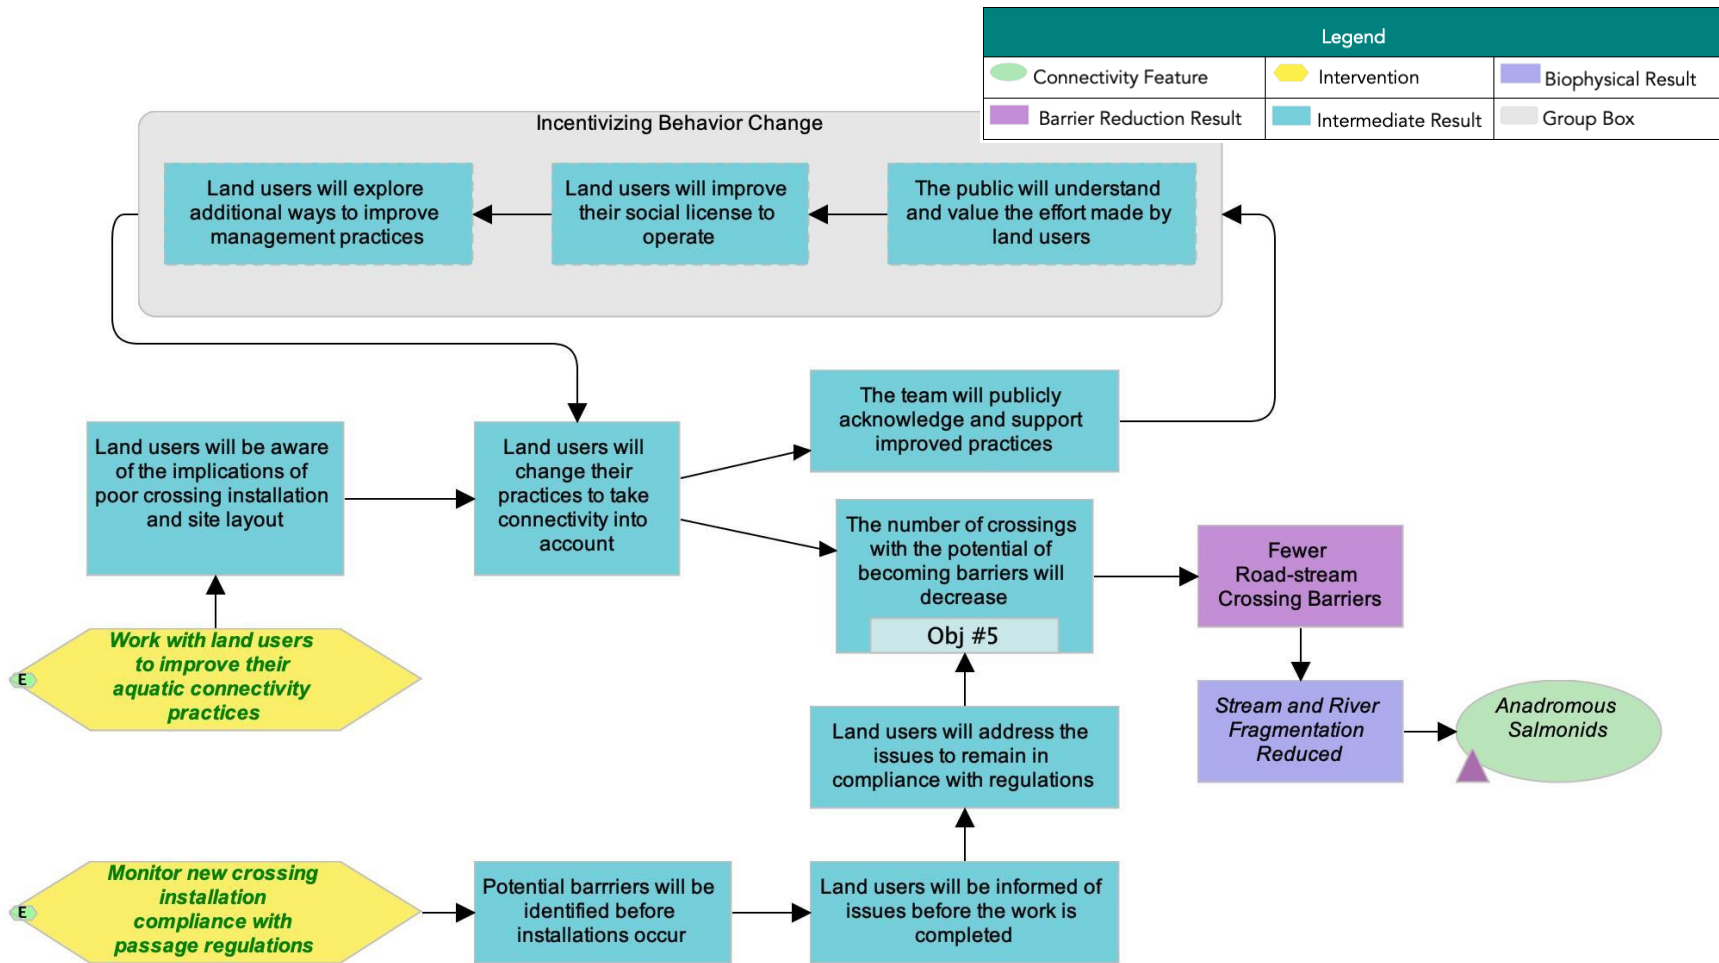 Legend
Connectivity Feature
Intervention
Biophysical Result
Barrier Reduction Result
Intermediate Result
Group Box
Incentivizing Behavior Change
Land users will explore
additional ways to improve
management practices
Land users will improve
their social license to
operate
The public will understand
and value the effort made by
land users
The team will publicly
acknowledge and support
improved practices
Land users will be aware
of the implications of
poor crossing installation
and site layout
Land users will
change their
practices to take
connectivity into
account
The number of crossings
with the potential of
becoming barriers will
decrease
Obj #5
Fewer
Road-stream
Crossing Barriers
Work with land users
to improve their
aquatic connectivity
practices
E
Stream and River
Fragmentation
Reduced
Anadromous
Salmonids
Land users will address the
issues to remain in
compliance with regulations
Monitor new crossing
installation
compliance with
passage regulations
E
Potential barrriers will be
identified before
installations occur
Land users will be informed of
issues before the work is
completed